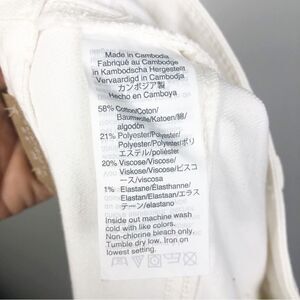 Made in Cambodia
Fabriqué au Cambodge
in Kambodscha Hergestellt
Vervaardigd in Cambodja
カンボジア製
Hecho en Camboya
58% Cotton/Coton/
Baumwolle/Katoen/綿/
algodón
21% Polyester/Polyester/
Polyester/Polyester/ポリ
エステル/poliéster
20% Viscose/Viscose/
Viskose/Viscose/ビスコ
ース/viscosa
1% Elastane/Élasthanne/
Elastan/Elastaan/エラス
テーン/elastano
Inside out machine wash
cold with like colors.
Non-chlorine bleach only.
Tumble dry low. Iron on
lowest setting.